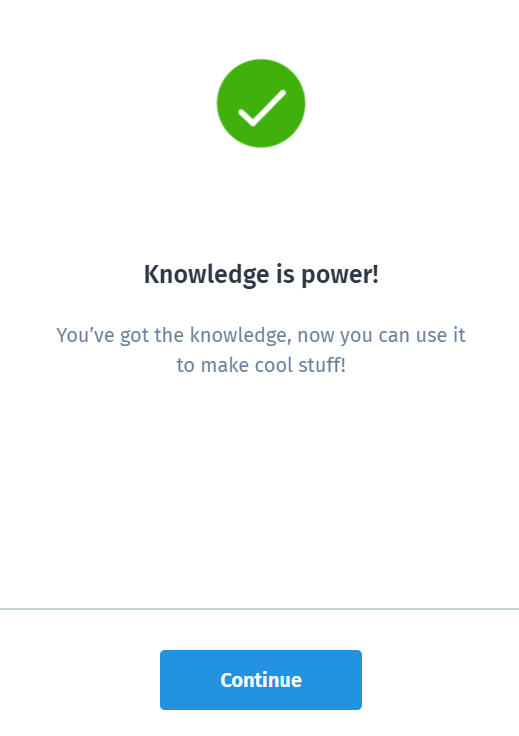 Knowledge is power!
You’ve got the knowledge, now you can use it
to make cool stuff!
Continue